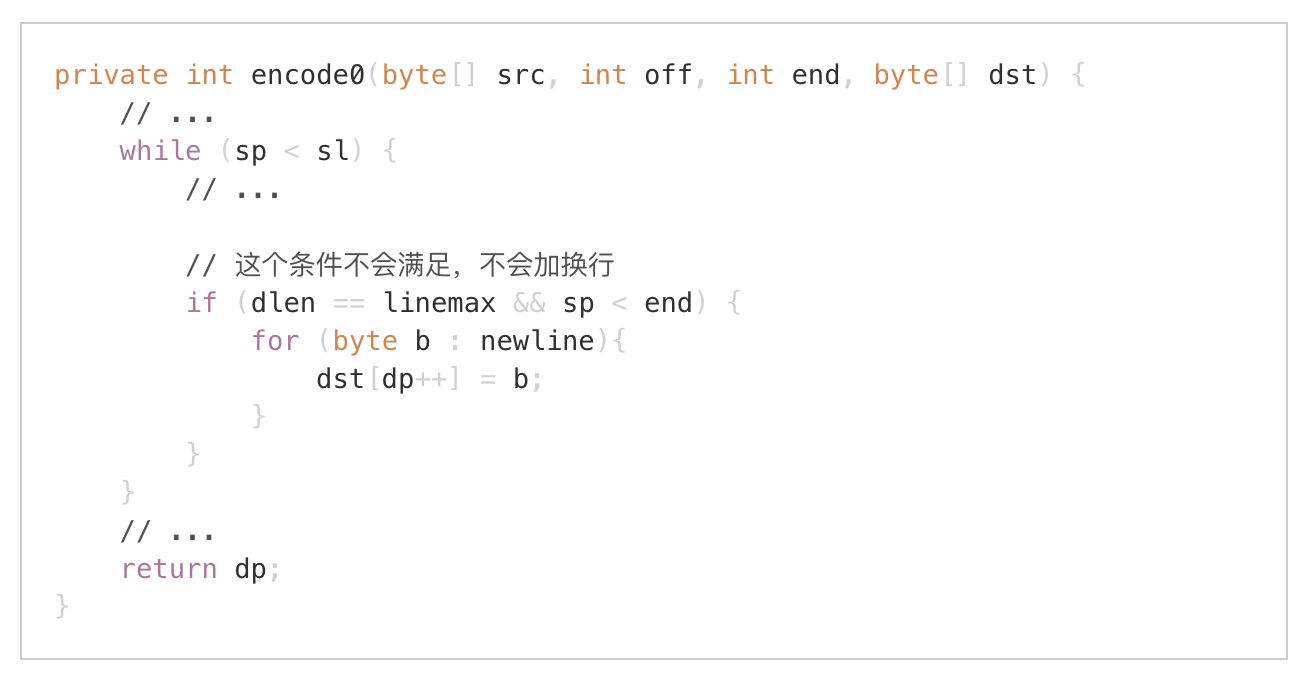 private int encode0(byte[] src, int off, int end, byte[] dst) {
    // ...
    while (sp < sl) {
        // ...

        // 这个条件不会满足，不会加换行
        if (dlen == linemax && sp < end) {
            for (byte b : newline){
                dst[dp++] = b;
            }
        }
    }
    // ...
    return dp;
}